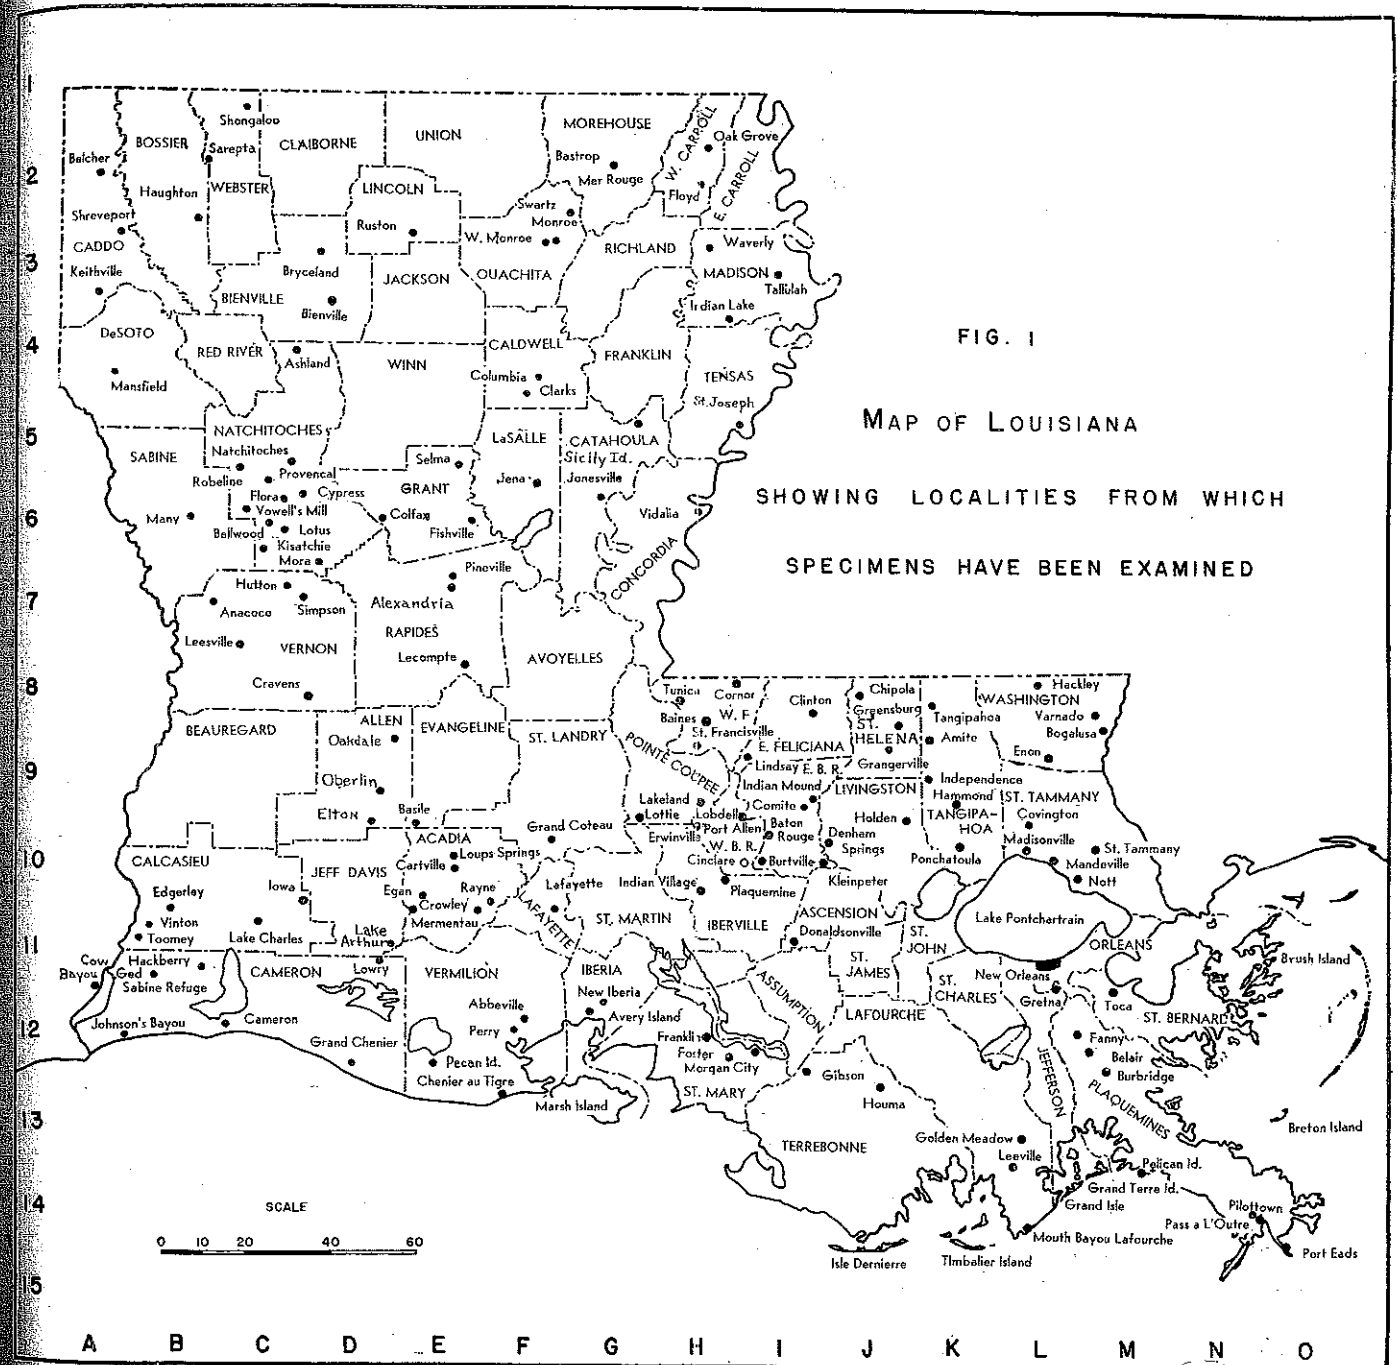 1
Shongaloo
BOSSIER
CLAIBORNE
UNION
MOREHOUSE
W. CARROLL
Oak Grove
Belcher
Sarepta
Bastrop
Mer Rouge
E. CARROLL
2
Haughton
WEBSTER
LINCOLN
Floyd
Shreveport
Ruston
Swartz
Monroe
W. Monroe
CADDO
RICHLAND
Waverly
3
Keithville
Bryceland
JACKSON
OUACHITA
MADISON
Tallulah
BIENVILLE
Bienville
Indian Lake
4
DeSOTO
RED RIVER
Ashland
WINN
CALDWELL
FRANKLIN
FIG. 1
Mansfield
Columbia
Clarks
TENSAS
St. Joseph
MAP OF LOUISIANA
5
NATCHITOCHES
SABINE
Natchitoches
LaSALLE
CATAHOULA
Sicily Id.
Robeline
Provencal
Selma
Jena
Jonesville
Flora
Cypress
GRANT
SHOWING LOCALITIES FROM WHICH
6
Many
Vowell's Mill
Colfax
Vidalia
Bellwood
Lotus
Fishville
Kisatchie
Mora
CONCORDIA
SPECIMENS HAVE BEEN EXAMINED
Hutton
Pineville
7
Anacoco
Simpson
Alexandria
Leesville
VERNON
RAPIDES
Lecompte
AVOYELLES
8
Cravens
Tunica
Cornor
Clinton
Chipola
Hackley
WASHINGTON
BEAUREGARD
ALLEN
Oakdale
EVANGELINE
ST. LANDRY
Baines
W. F
St. Francisville
Greensburg
ST. HELENA
Tangipahoa
Amite
Varnado
Bogalusa
POINTE COUPEE
E. FELICIANA
Grangerville
Enon
9
Lindsay
E. B. R.
Oberlin
Indian Mound
LIVINGSTON
Independence
Hammond
ST. TAMMANY
Elton
Basile
Lakeland
Lottie
Lobdell
Comite
Holden
TANGIPA-
HOA
Covington
ACADIA
Grand Coteau
Erwinville
Port Allen
Baton
Rouge
Denham
Springs
Madisonville
10
CALCASIEU
Cartville
Loups Springs
W. B. R.
Cinclare
Burtville
Ponchatoula
St. Tammany
Mandeville
Nott
JEFF DAVIS
Edgerley
Iowa
Egan
Rayne
Lafayette
Indian Village
Plaquemine
Kleinpeter
Crowley
LAFAYETTE
Vinton
Mermentau
ST. MARTIN
IBERVILLE
ASCENSION
Lake Pontchertrain
11
Toomey
Lake Charles
Lake
Arthur
Donaldsonville
ST.
JOHN
ORLEANS
Cow
Bayou
Ged
Hackberry
Sabine Refuge
CAMERON
Lowry
VERMILION
IBERIA
ASSUMPTION
ST.
JAMES
New Orleans
Brush Island
Abbeville
New Iberia
ST.
CHARLES
Gretna
Toca
12
Johnson's Bayou
Cameron
Perry
Avery Island
LAFOURCHE
ST. BERNARD
Grand Chenier
Franklin
Foster
Morgan City
Fanny
Belair
Pecan Id.
JEFFERSON
Burbridge
Chenier au Tigre
Gibson
Marsh Island
ST. MARY
Houma
PLAQUEMINES
13
Breton Island
TERREBONNE
Golden Meadow
Leeville
Pelican Id.
Grand Terre Id.
14
Grand Isle
Pilottown
SCALE
Pass a L'Outre
Mouth Bayou Lafourche
0 10 20 40 60
Isle Dernierre
Timbalier Island
Port Eads
15
A B C D E F G H I J K L M N O